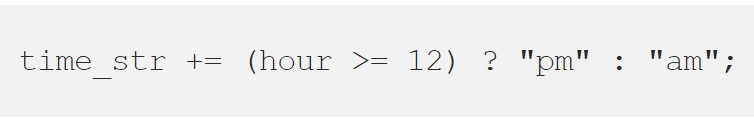 time_str += (hour >= 12) ? "pm" : "am";